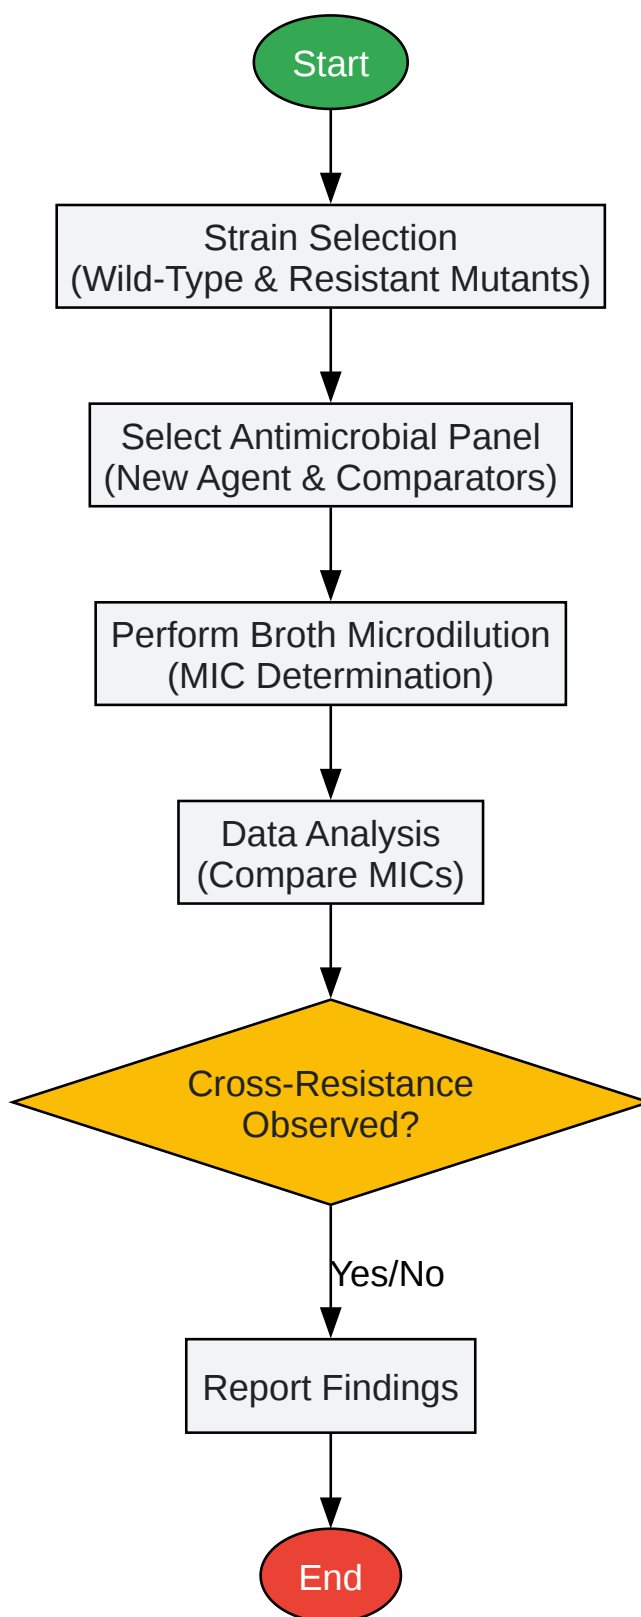 Start
Strain Selection
(Wild-Type & Resistant Mutants)
Select Antimicrobial Panel
(New Agent & Comparators)
Perform Broth Microdilution
(MIC Determination)
Data Analysis
(Compare MICs)
Cross-Resistance
Observed?
Yes/No
Report Findings
End